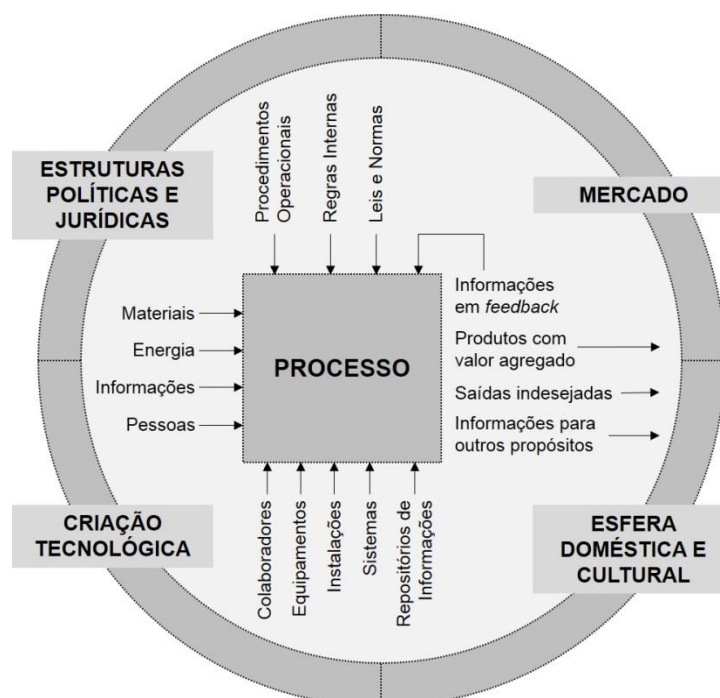 ESTRUTURAS
POLÍTICAS E
JURÍDICAS
Procedimentos
Operacionais
Regras Internas
Leis e Normas
MERCADO
Materiais
Energia
Informações
Pessoas
PROCESSO
Informações
em feedback
Produtos com
valor agregado
Saídas indesejadas
Informações para
outros propósitos
CRIAÇÃO
TECNOLÓGICA
Colaboradores
Equipamentos
Instalações
Sistemas
Repositórios de
Informações
ESFERA
DOMÉSTICA E
CULTURAL